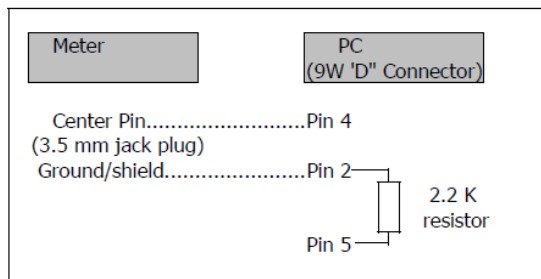 Meter PC
(9W 'D" Connector)
Center Pin..........................Pin 4
(3.5 mm jack plug)
Ground/shield.......................Pin 2
2.2 K
resistor
Pin 5